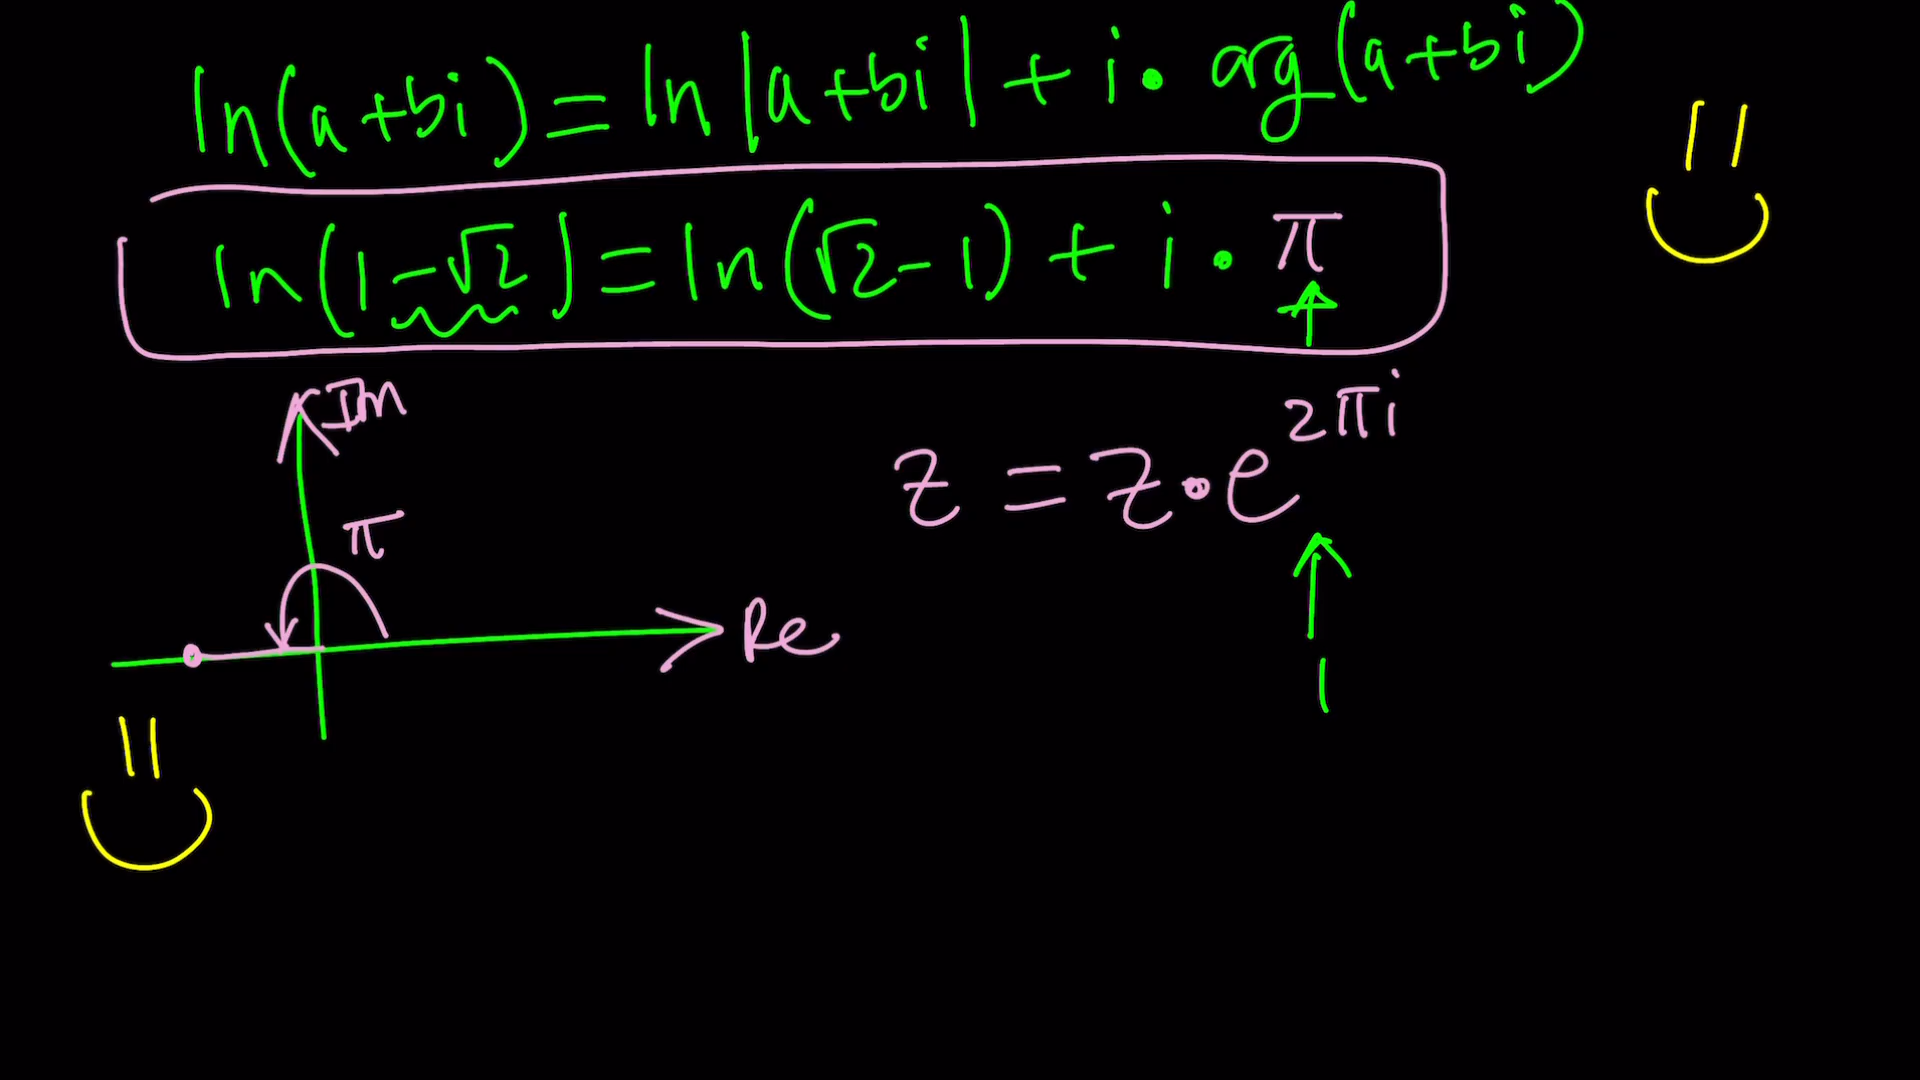 ln(a+bi) = ln|a+bi| + i · arg(a+bi)
ln(1-√2) = ln(√2-1) + i · π
Im
z = z · e^{2πi}
π
Re
1